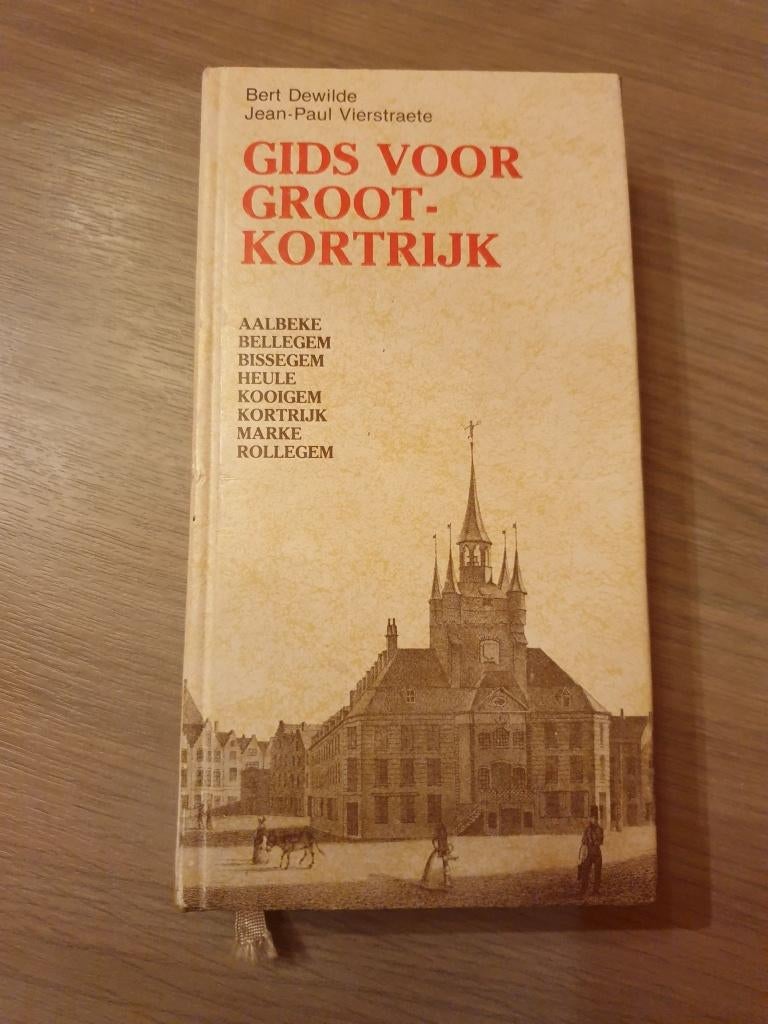 Bert Dewilde
Jean-Paul Vierstraete
GIDS VOOR
GROOT-
KORTRIJK
AALBEKE
BELLEGEM
BISSEGEM
HEULE
KOOIGEM
KORTRIJK
MARKE
ROLLEGEM